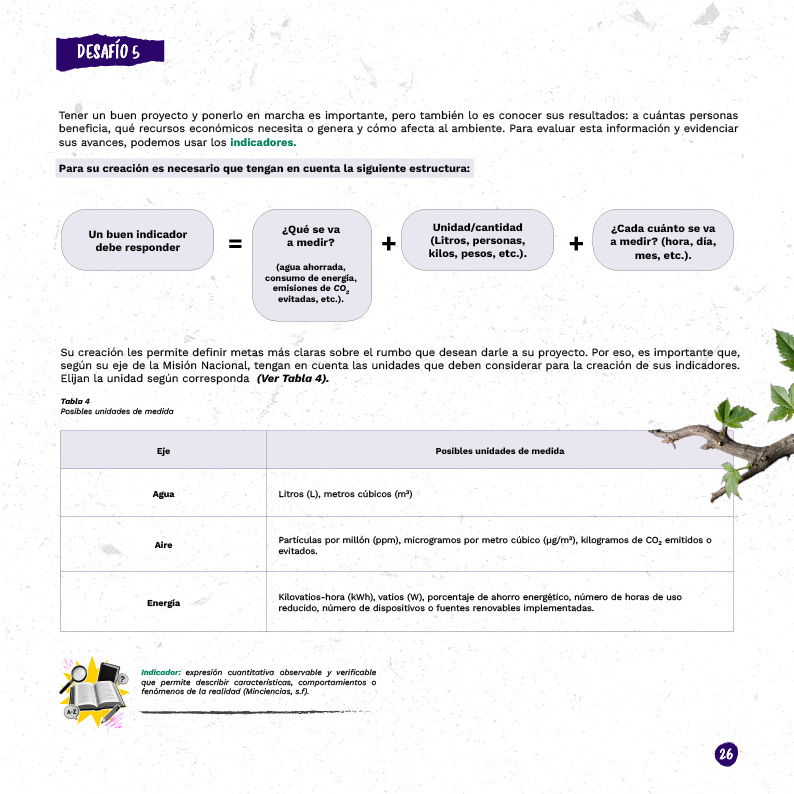 DESAFÍO 5
Tener un buen proyecto y ponerlo en marcha es importante, pero también lo es conocer sus resultados: a cuántas personas
beneficia, qué recursos económicos necesita o genera y cómo afecta al ambiente. Para evaluar esta información y evidenciar
sus avances, podemos usar los indicadores.
Para su creación es necesario que tengan en cuenta la siguiente estructura:
Un buen indicador
debe responder
=
¿Qué se va
a medir?
(agua ahorrada,
consumo de energía,
emisiones de CO₂
evitadas, etc.).
+
Unidad/cantidad
(Litros, personas,
kilos, pesos, etc.).
+
¿Cada cuánto se va
a medir? (hora, día,
mes, etc.).
Su creación les permite definir metas más claras sobre el rumbo que desean darle a su proyecto. Por eso, es importante que,
según su eje de la Misión Nacional, tengan en cuenta las unidades que deben considerar para la creación de sus indicadores.
Elijan la unidad según corresponda (Ver Tabla 4).
Tabla 4
Posibles unidades de medida
Eje
Posibles unidades de medida
Agua
Litros (L), metros cúbicos (m³)
Aire
Partículas por millón (ppm), microgramos por metro cúbico (µg/m³), kilogramos de CO₂ emitidos o
evitados.
Energía
Kilovatios-hora (kWh), vatios (W), porcentaje de ahorro energético, número de horas de uso
reducido, número de dispositivos o fuentes renovables implementadas.
?
A-Z
Indicador: expresión cuantitativa observable y verificable
que permite describir características, comportamientos o
fenómenos de la realidad (Minciencias, s.f).
26